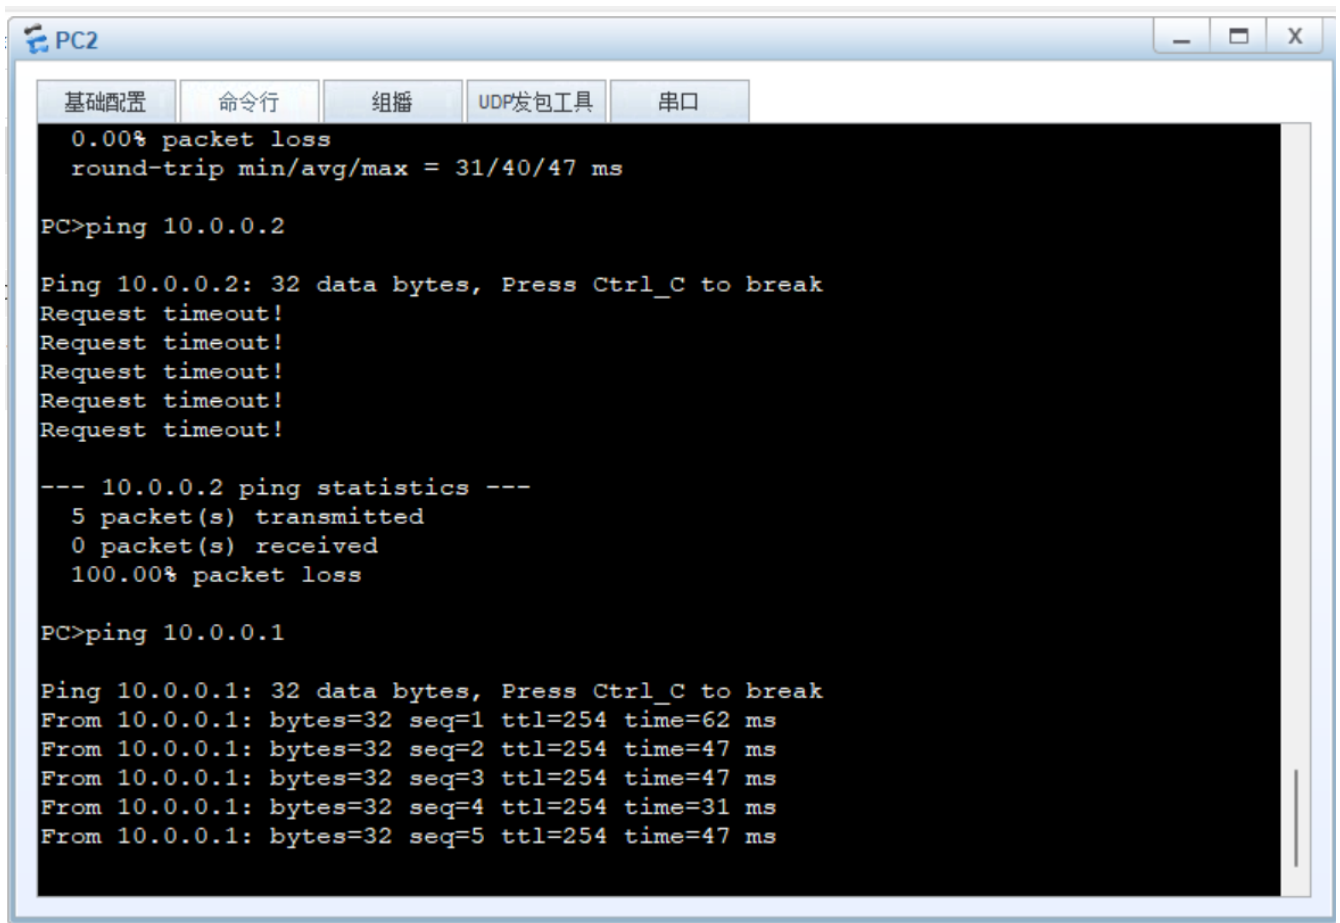 PC2
基础配置 命令行 组播 UDP发包工具 串口
0.00% packet loss
round-trip min/avg/max = 31/40/47 ms
PC>ping 10.0.0.2
Ping 10.0.0.2: 32 data bytes, Press Ctrl_C to break
Request timeout!
Request timeout!
Request timeout!
Request timeout!
Request timeout!
--- 10.0.0.2 ping statistics ---
5 packet(s) transmitted
0 packet(s) received
100.00% packet loss
PC>ping 10.0.0.1
Ping 10.0.0.1: 32 data bytes, Press Ctrl_C to break
From 10.0.0.1: bytes=32 seq=1 ttl=254 time=62 ms
From 10.0.0.1: bytes=32 seq=2 ttl=254 time=47 ms
From 10.0.0.1: bytes=32 seq=3 ttl=254 time=47 ms
From 10.0.0.1: bytes=32 seq=4 ttl=254 time=31 ms
From 10.0.0.1: bytes=32 seq=5 ttl=254 time=47 ms